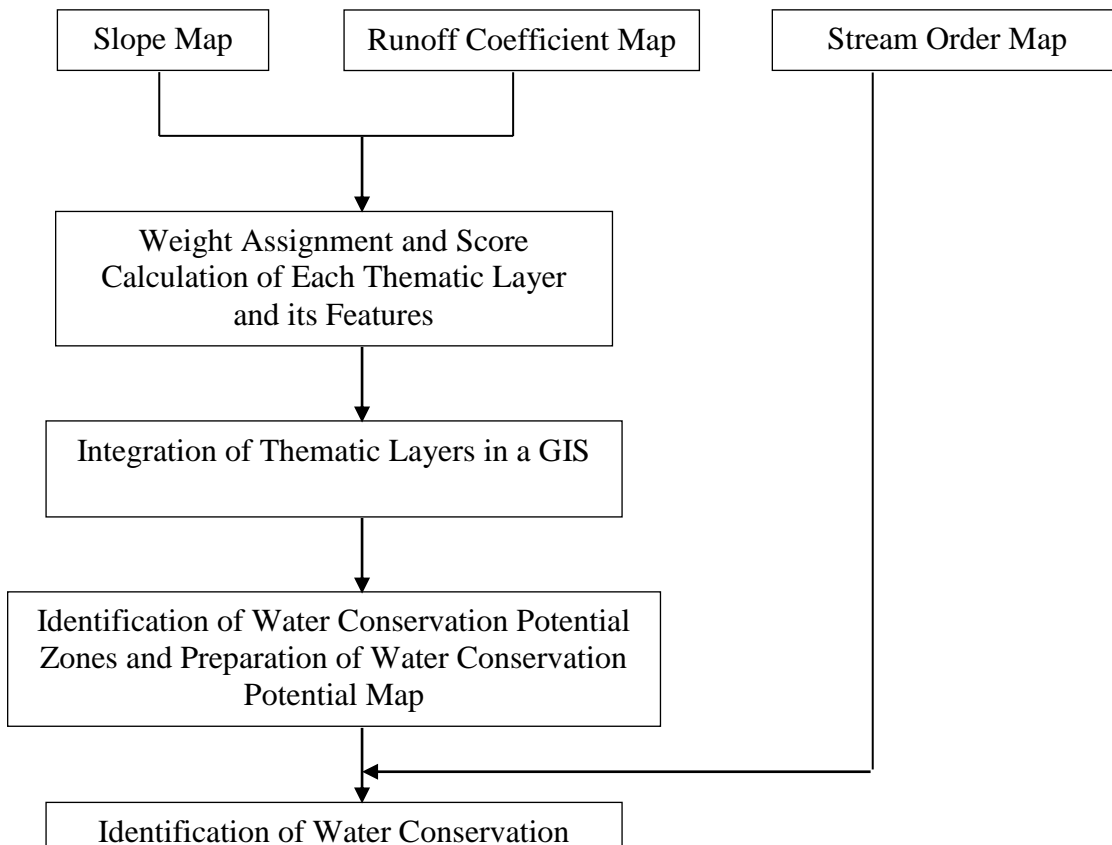 Slope Map
Runoff Coefficient Map
Stream Order Map
Weight Assignment and Score
Calculation of Each Thematic Layer
and its Features
Integration of Thematic Layers in a GIS
Identification of Water Conservation Potential
Zones and Preparation of Water Conservation
Potential Map
Identification of Water Conservation